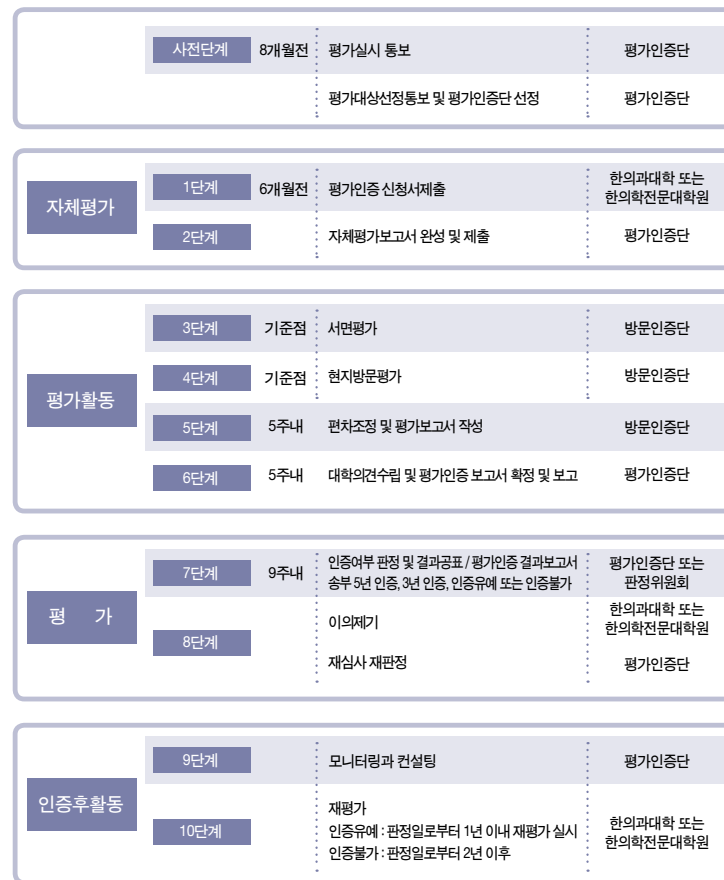 사전단계 8개월전 평가실시 통보 평가인증단
평가대상선정통보 및 평가인증단 선정 평가인증단
자체평가
1단계 6개월전 평가인증 신청서제출 한의과대학 또는
한의학전문대학원
2단계 자체평가보고서 완성 및 제출 평가인증단
평가활동
3단계 기준점 서면평가 방문인증단
4단계 기준점 현지방문평가 방문인증단
5단계 5주내 편차조정 및 평가보고서 작성 방문인증단
6단계 5주내 대학의견수립 및 평가인증 보고서 확정 및 보고 평가인증단
평 가
7단계 9주내 인증여부 판정 및 결과공표 / 평가인증 결과보고서 평가인증단 또는
송부 5년 인증, 3년 인증, 인증유예 또는 인증불가 판정위원회
8단계
이의제기 한의과대학 또는
한의학전문대학원
재심사 재판정 평가인증단
인증후활동
9단계 모니터링과 컨설팅 평가인증단
10단계
재평가
인증유예 : 판정일로부터 1년 이내 재평가 실시 한의과대학 또는
인증불가 : 판정일로부터 2년 이후 한의학전문대학원